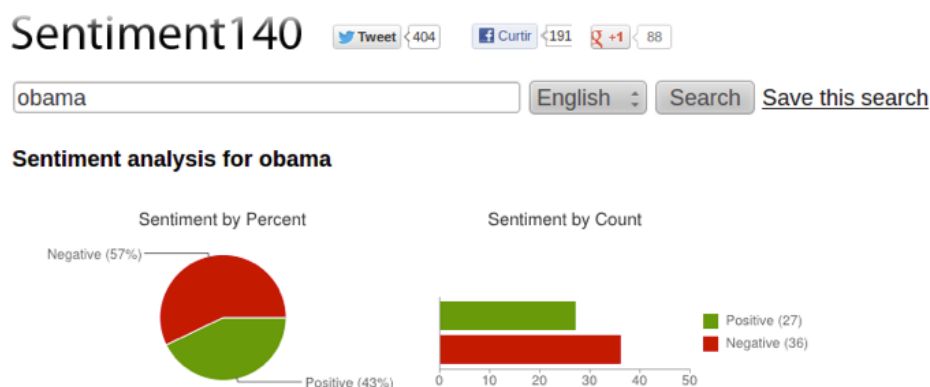 Sentiment140 Tweet 404 Curtir 191 +1 88
obama English Search Save this search
Sentiment analysis for obama
Sentiment by Percent
Negative (57%)
Positive (43%)
Sentiment by Count
Positive (27)
Negative (36)
0 10 20 30 40 50